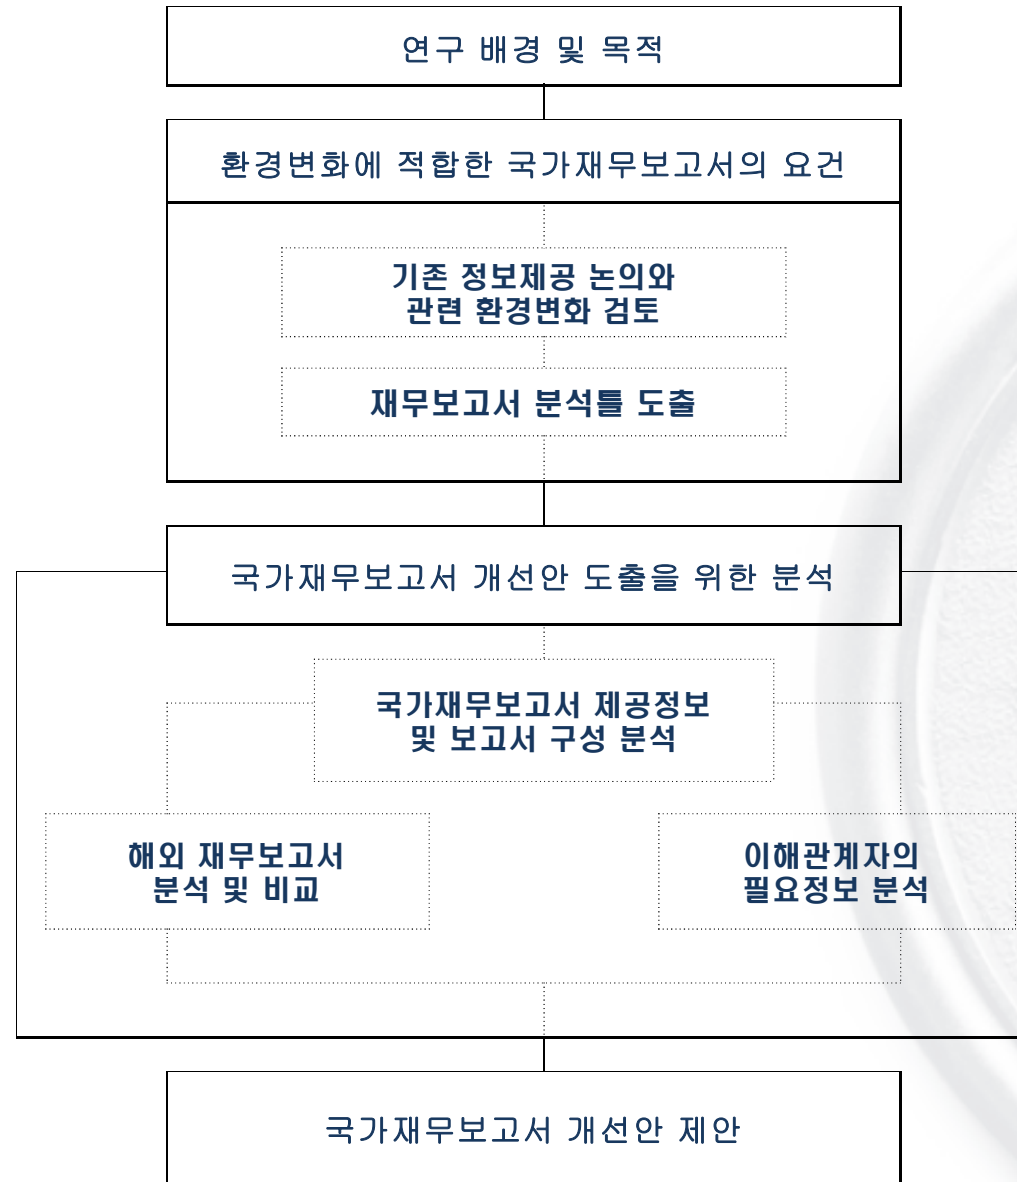 연구 배경 및 목적
환경변화에 적합한 국가재무보고서의 요건
기존 정보제공 논의와
관련 환경변화 검토
재무보고서 분석틀 도출
국가재무보고서 개선안 도출을 위한 분석
국가재무보고서 제공정보
및 보고서 구성 분석
해외 재무보고서
분석 및 비교
이해관계자의
필요정보 분석
국가재무보고서 개선안 제안